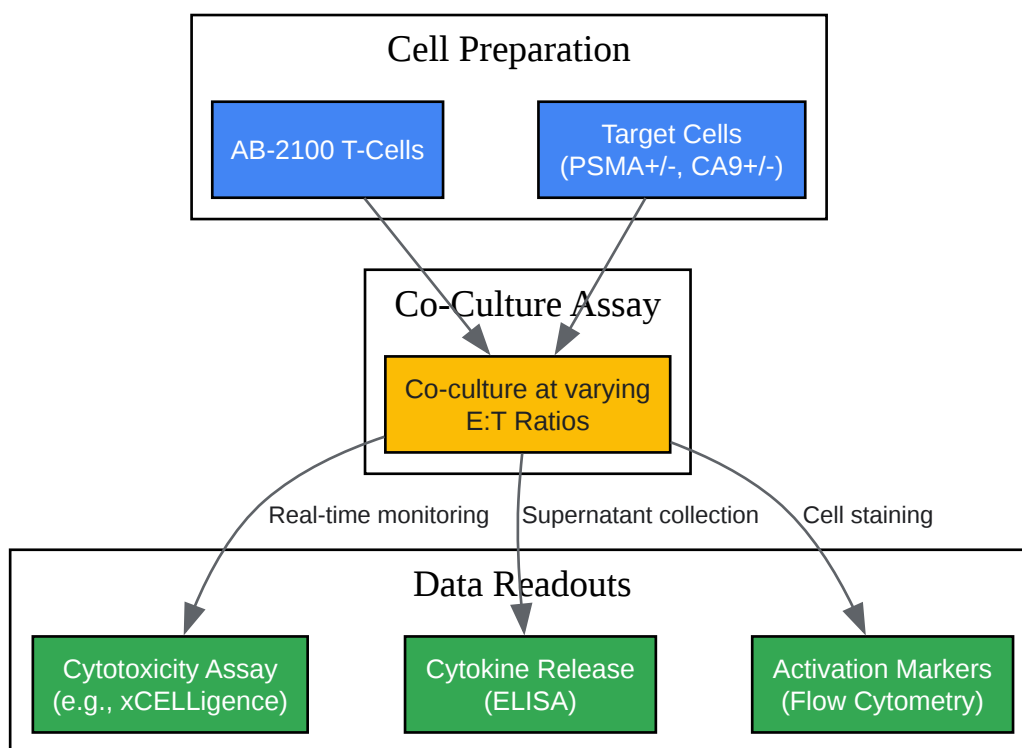 Cell Preparation
AB-2100 T-Cells
Target Cells
(PSMA+/-, CA9+/-)
Co-Culture Assay
Co-culture at varying
E:T Ratios
Real-time monitoring
Supernatant collection
Cell staining
Data Readouts
Cytotoxicity Assay
(e.g., xCELLigence)
Cytokine Release
(ELISA)
Activation Markers
(Flow Cytometry)